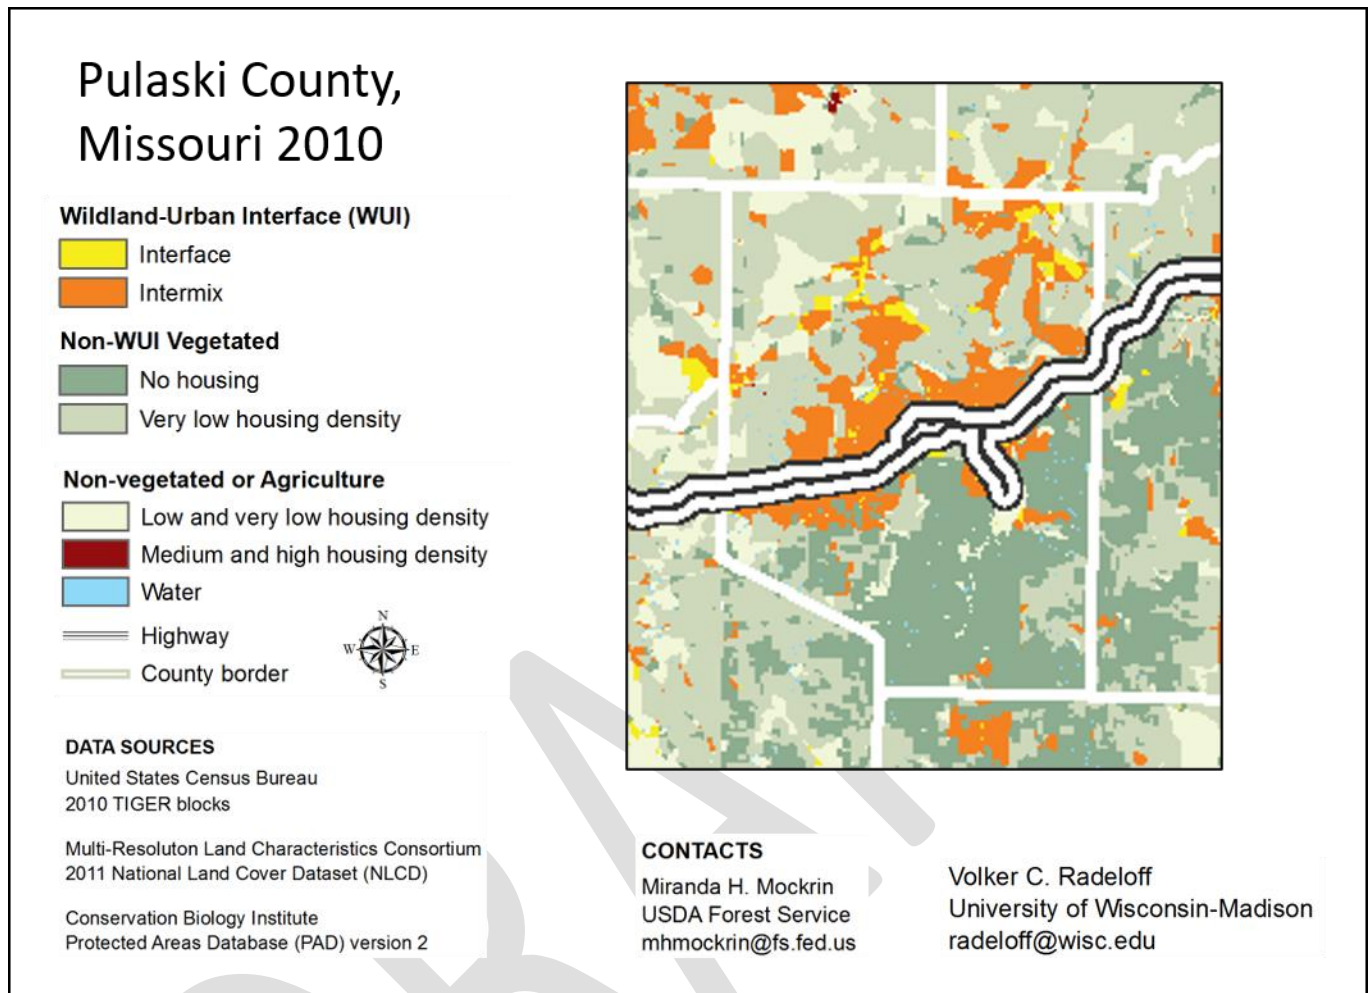 Pulaski County,
Missouri 2010
Wildland-Urban Interface (WUI)
Interface
Intermix
Non-WUI Vegetated
No housing
Very low housing density
Non-vegetated or Agriculture
Low and very low housing density
Medium and high housing density
Water
Highway
County border
N
W E
S
DATA SOURCES
United States Census Bureau
2010 TIGER blocks
Multi-Resoluton Land Characteristics Consortium
2011 National Land Cover Dataset (NLCD)
Conservation Biology Institute
Protected Areas Database (PAD) version 2
CONTACTS
Miranda H. Mockrin
USDA Forest Service
mhmockrin@fs.fed.us
Volker C. Radeloff
University of Wisconsin-Madison
radeloff@wisc.edu